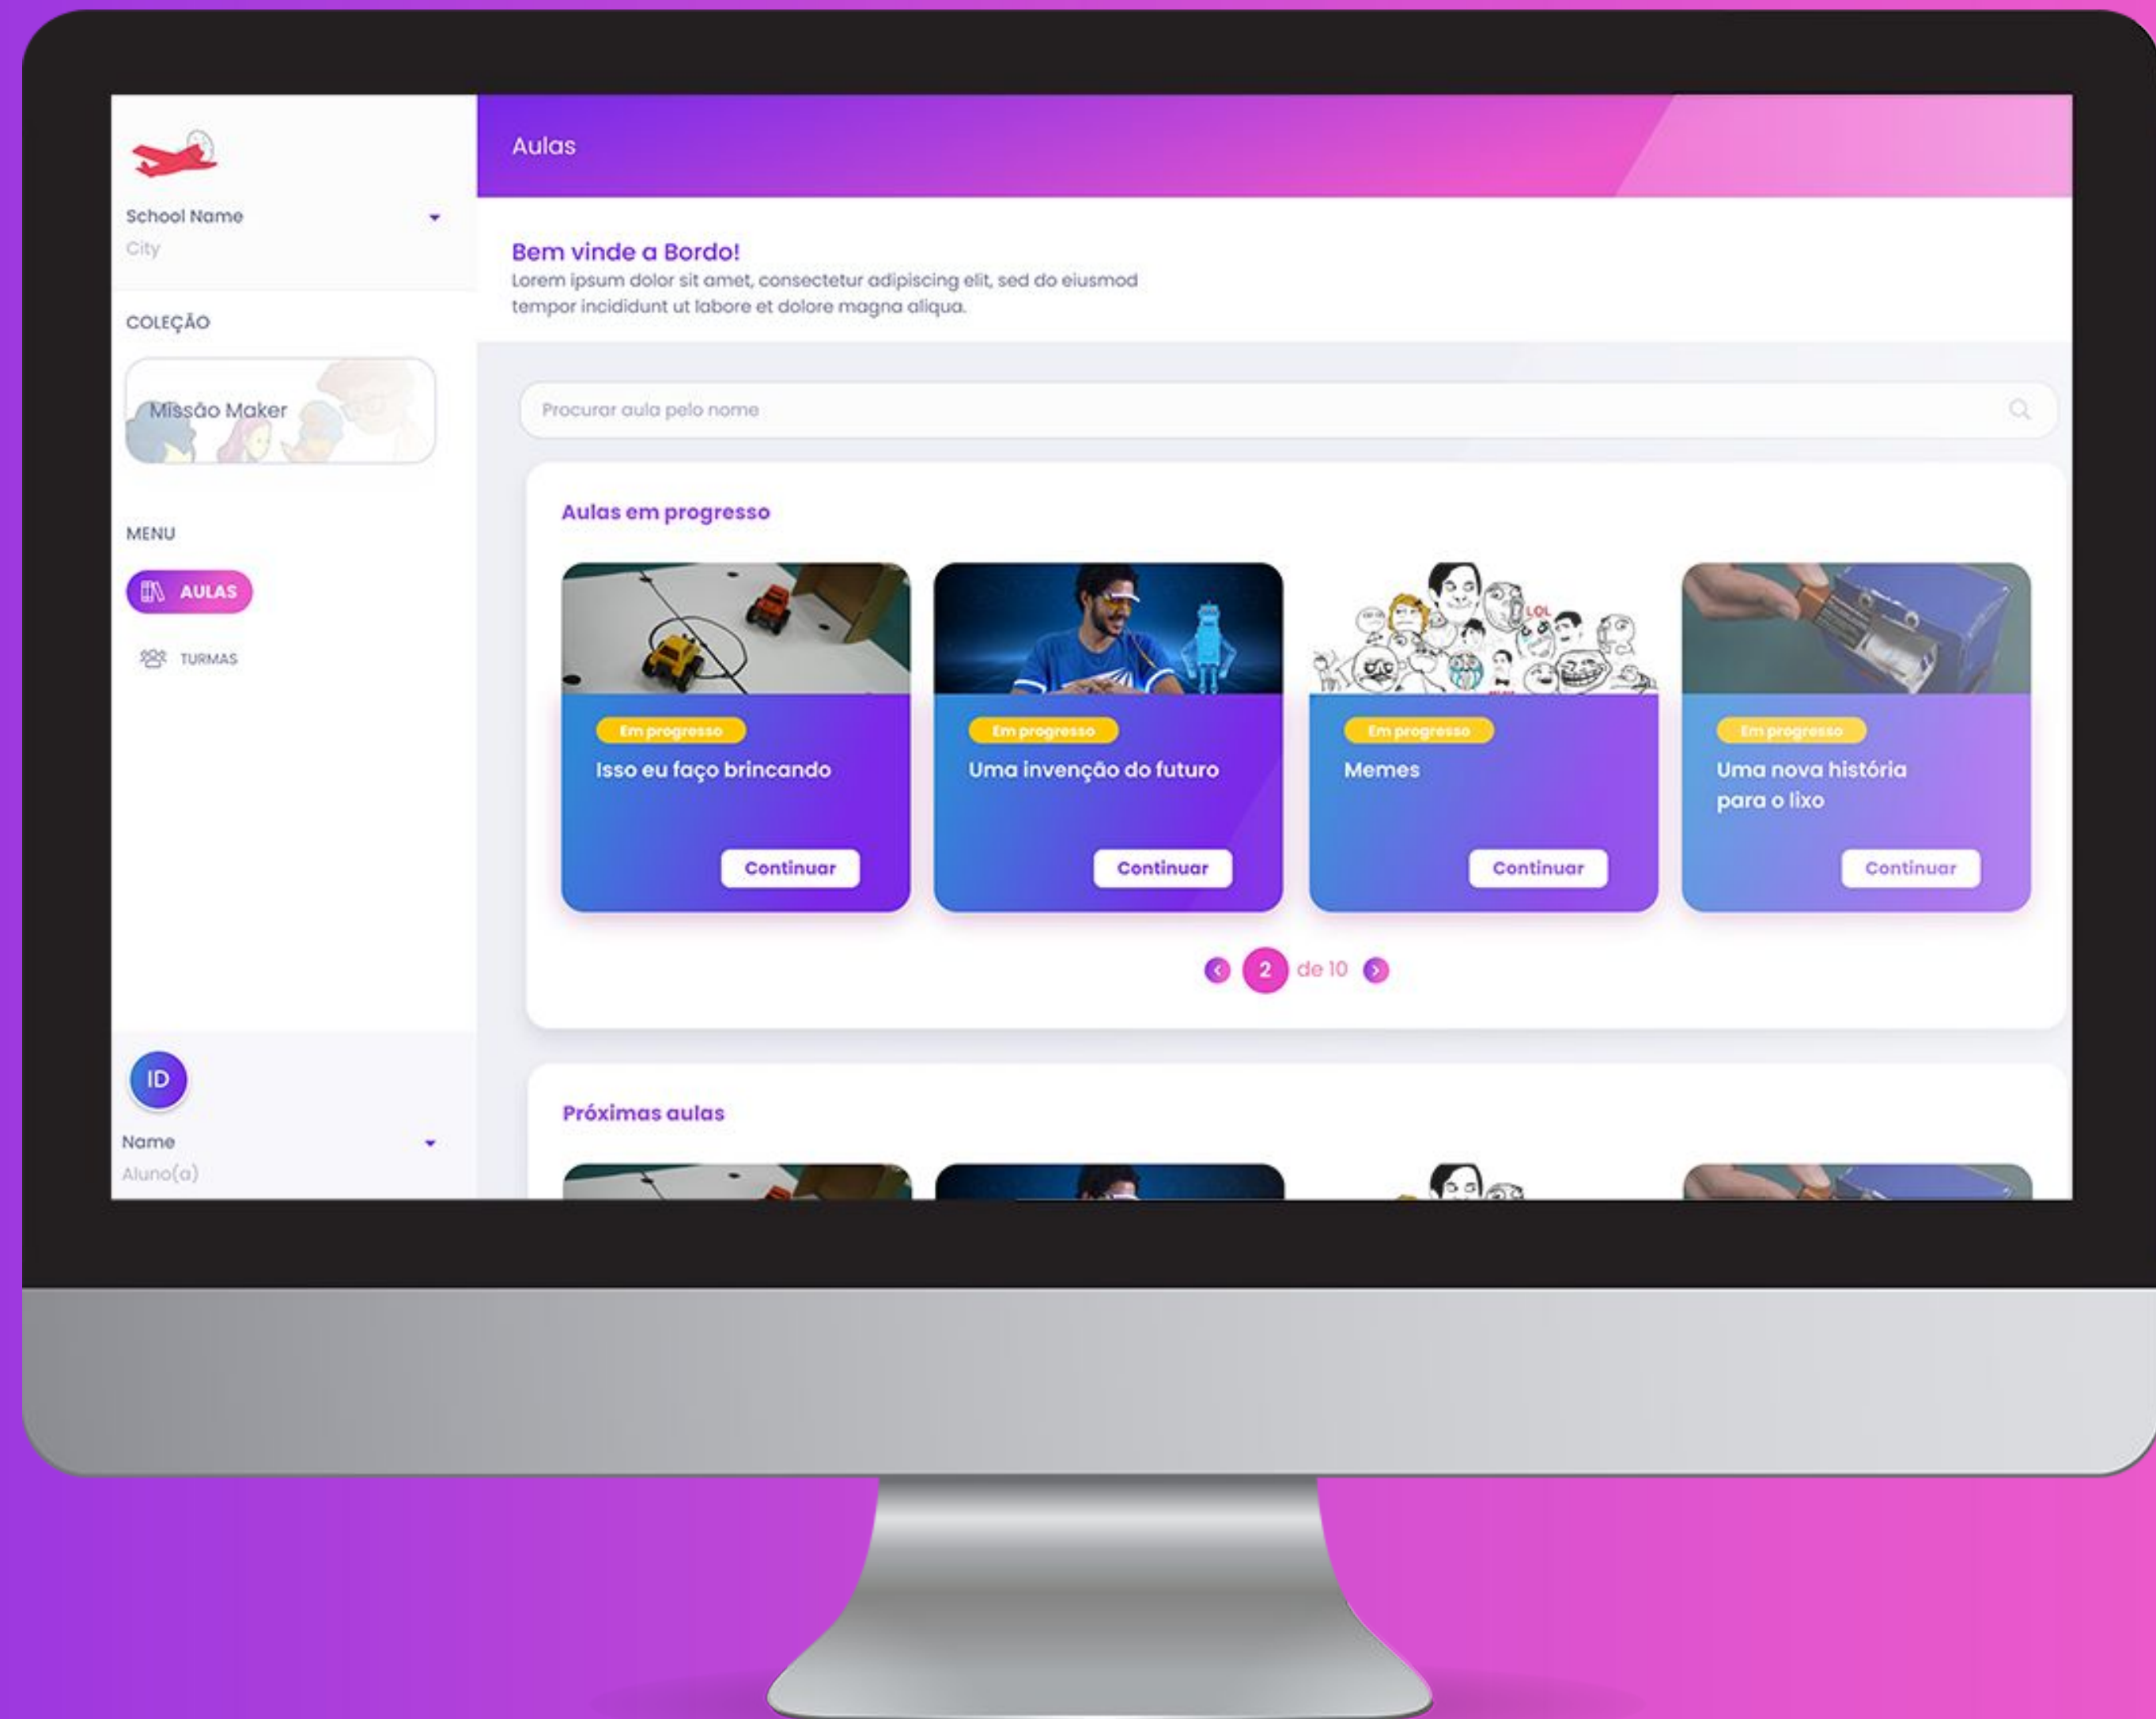 School Name
City
COLEÇÃO
Missão Maker
MENU
AULAS
TURMAS
ID
Name
Aluno(a)
Aulas
Bem vinde a Bordo!
Lorem ipsum dolor sit amet, consectetur adipiscing elit, sed do eiusmod
tempor incididunt ut labore et dolore magna aliqua.
Procurar aula pelo nome
Aulas em progresso
LOL
Em progresso
Isso eu faço brincando
Continuar
Em progresso
Uma invenção do futuro
Continuar
Em progresso
Memes
Continuar
Em progresso
Uma nova história
para o lixo
Continuar
2 de 10
Próximas aulas